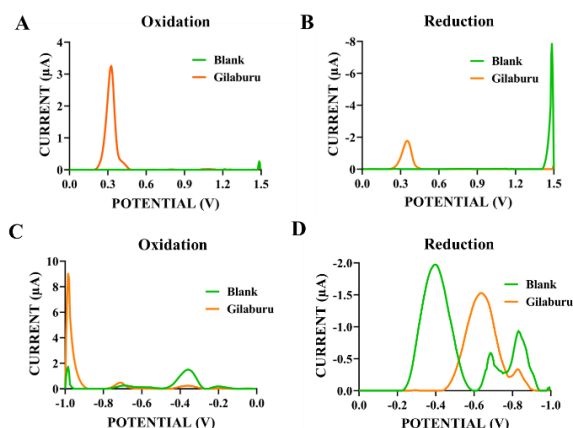 A
Oxidation
CURRENT (µA)
4
3
2
1
0
Blank
Gilaburu
0.0 0.3 0.6 0.9 1.2 1.5
POTENTIAL (V)
B
Reduction
CURRENT (µA)
-8
-6
-4
-2
0
Blank
Gilaburu
0.0 0.3 0.6 0.9 1.2 1.5
POTENTIAL (V)
C
Oxidation
CURRENT (µA)
10
8
6
4
2
0
Blank
Gilaburu
-1.0 -0.8 -0.6 -0.4 -0.2 0.0
POTENTIAL (V)
D
Reduction
CURRENT (µA)
-2.0
-1.5
-1.0
-0.5
0.0
Blank
Gilaburu
0.0 -0.2 -0.4 -0.6 -0.8 -1.0
POTENTIAL (V)